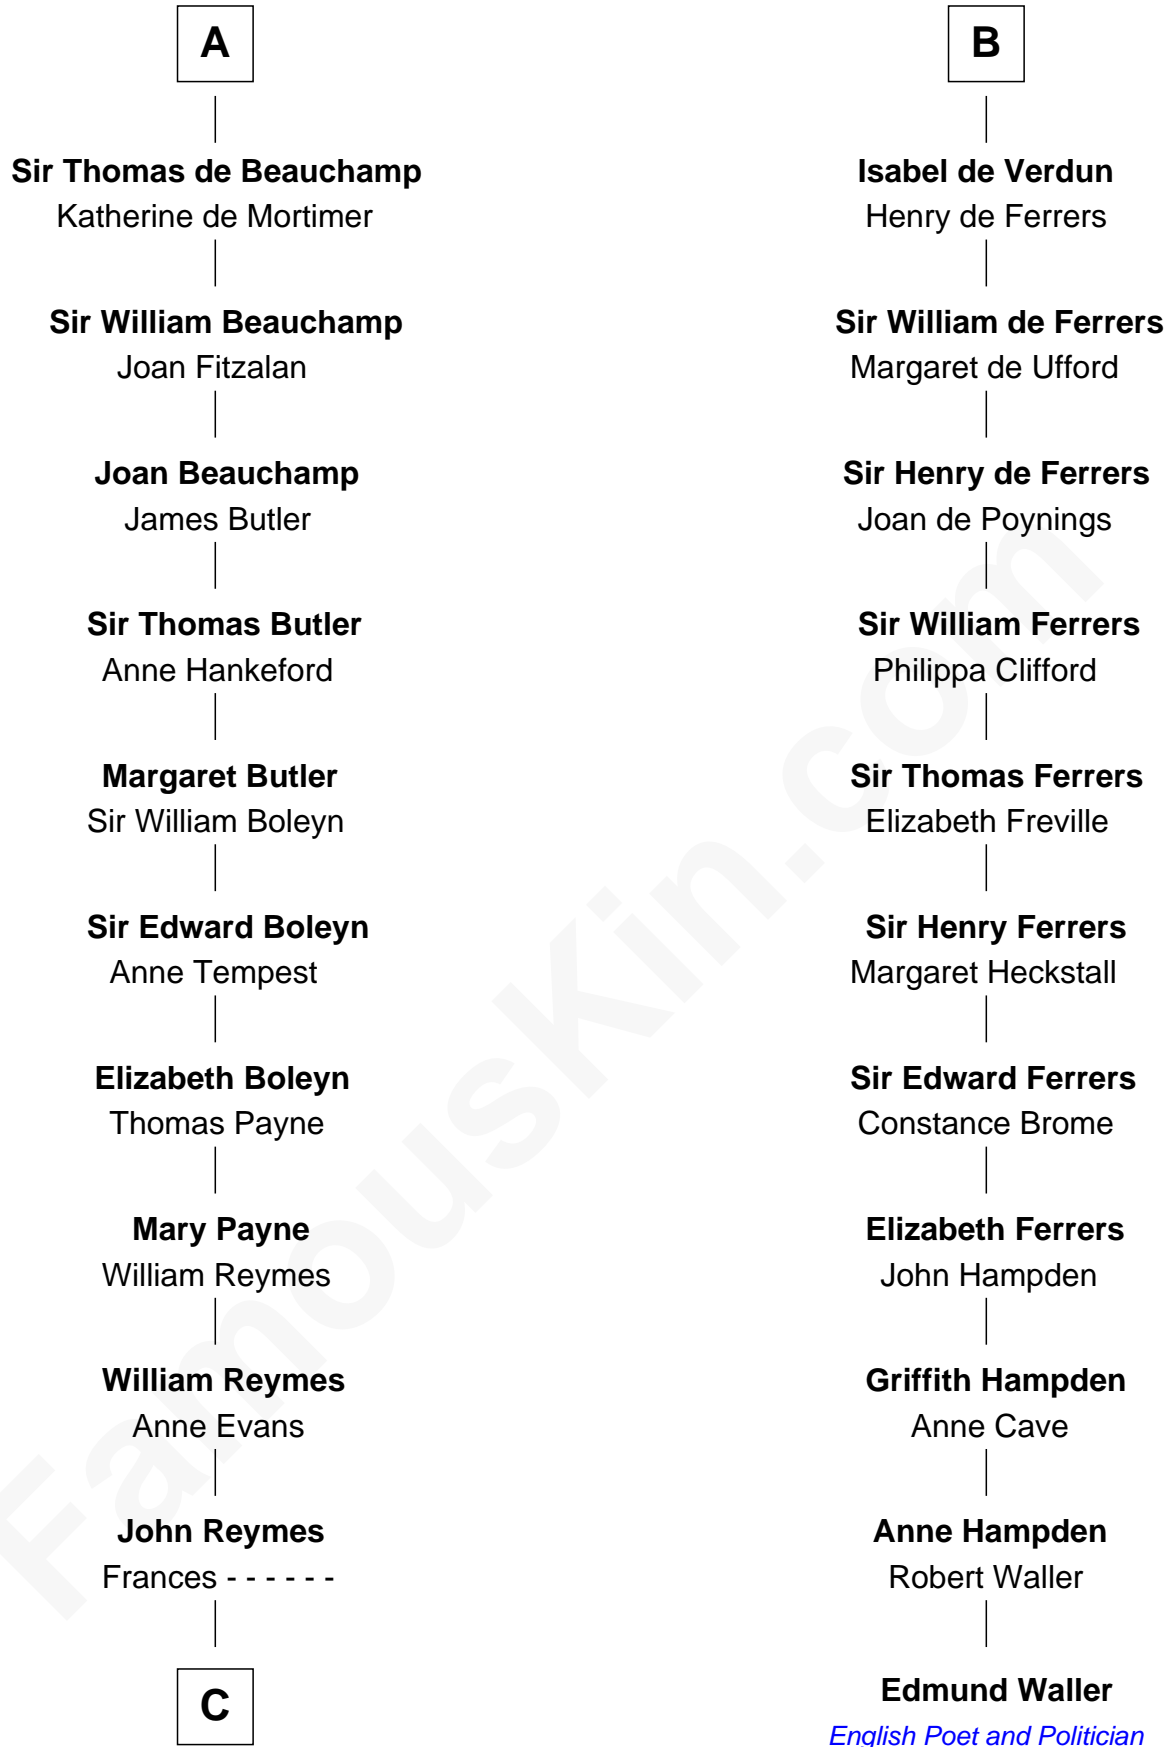 A
Sir Thomas de Beauchamp
Katherine de Mortimer
Sir William Beauchamp
Joan Fitzalan
Joan Beauchamp
James Butler
Sir Thomas Butler
Anne Hankeford
Margaret Butler
Sir William Boleyn
Sir Edward Boleyn
Anne Tempest
Elizabeth Boleyn
Thomas Payne
Mary Payne
William Reymes
William Reymes
Anne Evans
John Reymes
Frances - - - - - -
C
B
Isabel de Verdun
Henry de Ferrers
Sir William de Ferrers
Margaret de Ufford
Sir Henry de Ferrers
Joan de Poynings
Sir William Ferrers
Philippa Clifford
Sir Thomas Ferrers
Elizabeth Freville
Sir Henry Ferrers
Margaret Heckstall
Sir Edward Ferrers
Constance Brome
Elizabeth Ferrers
John Hampden
Griffith Hampden
Anne Cave
Anne Hampden
Robert Waller
Edmund Waller
English Poet and Politician
FamousKin.com